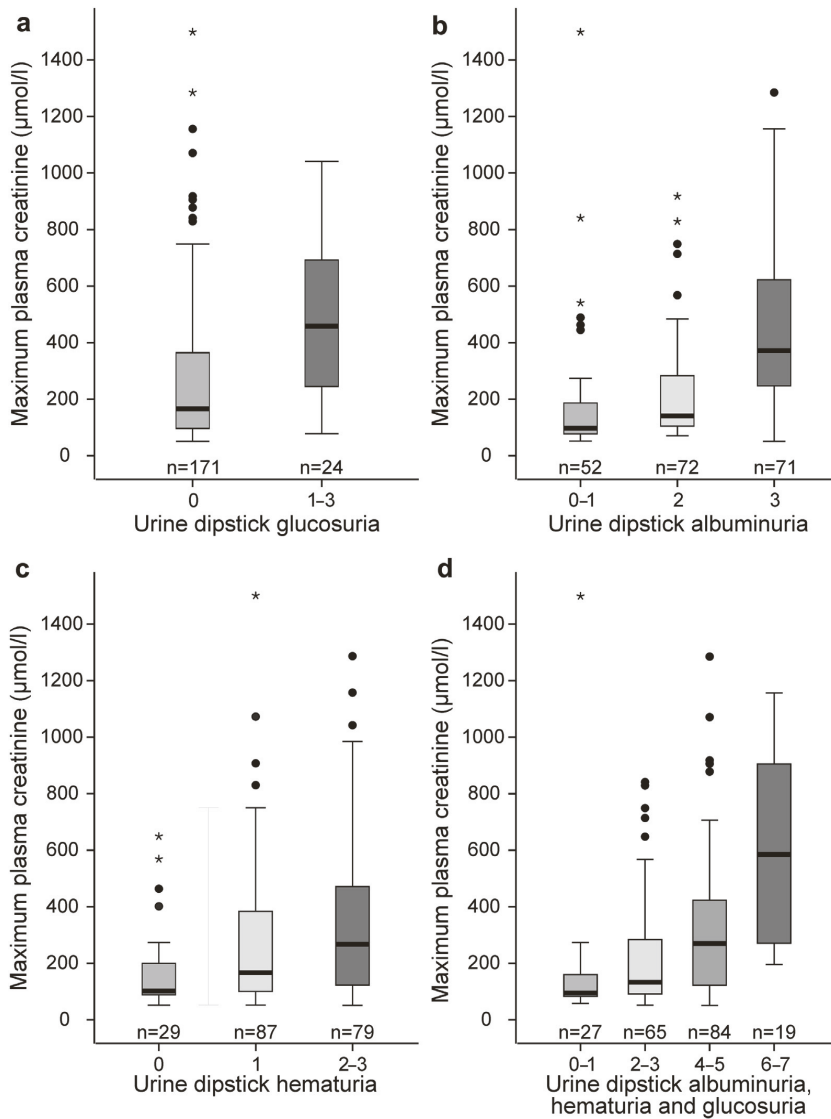 a
Maximum plasma creatinine (µmol/l)
1400
1200
1000
800
600
400
200
0
* *
n=171 n=24
0 1–3
Urine dipstick glucosuria
b
Maximum plasma creatinine (µmol/l)
1400
1200
1000
800
600
400
200
0
* * * * *
n=52 n=72 n=71
0–1 2 3
Urine dipstick albuminuria
c
Maximum plasma creatinine (µmol/l)
1400
1200
1000
800
600
400
200
0
* * *
n=29 n=87 n=79
0 1 2–3
Urine dipstick hematuria
d
Maximum plasma creatinine (µmol/l)
1400
1200
1000
800
600
400
200
0
*
n=27 n=65 n=84 n=19
0–1 2–3 4–5 6–7
Urine dipstick albuminuria,
hematuria and glucosuria